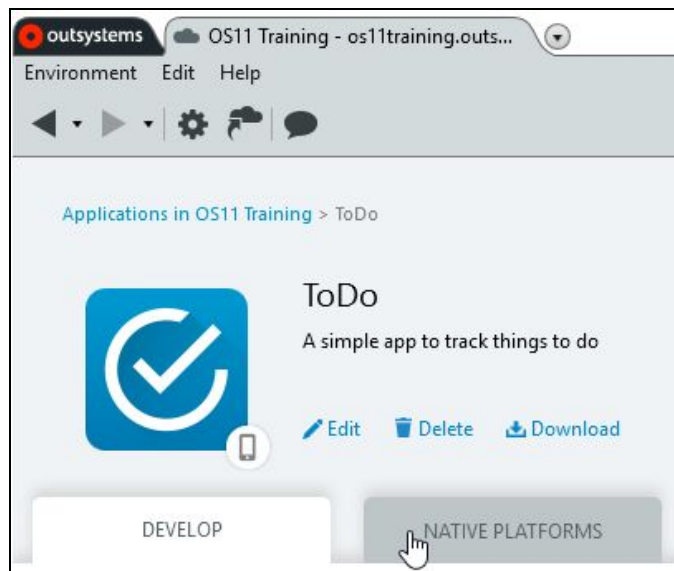 outsystems OS11 Training - os11training.outs...
Environment Edit Help
Applications in OS11 Training > ToDo
ToDo
A simple app to track things to do
Edit Delete Download
DEVELOP NATIVE PLATFORMS